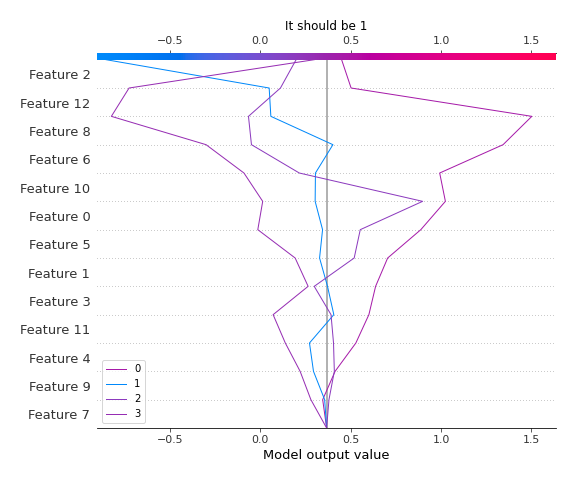 It should be 1
−0.5 0.0 0.5 1.0 1.5
Feature 2
Feature 12
Feature 8
Feature 6
Feature 10
Feature 0
Feature 5
Feature 1
Feature 3
Feature 11
Feature 4
Feature 9
Feature 7
0
1
2
3
−0.5 0.0 0.5 1.0 1.5
Model output value